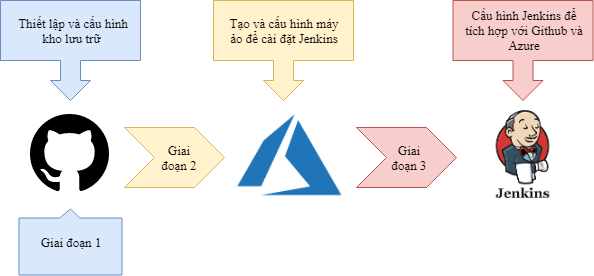 Thiết lập và cấu hình
kho lưu trữ
Tạo và cấu hình máy
ảo để cài đặt Jenkins
Cấu hình Jenkins để
tích hợp với Github và
Azure
Giai
đoạn 2
Giai
đoạn 3
Jenkins
Giai đoạn 1